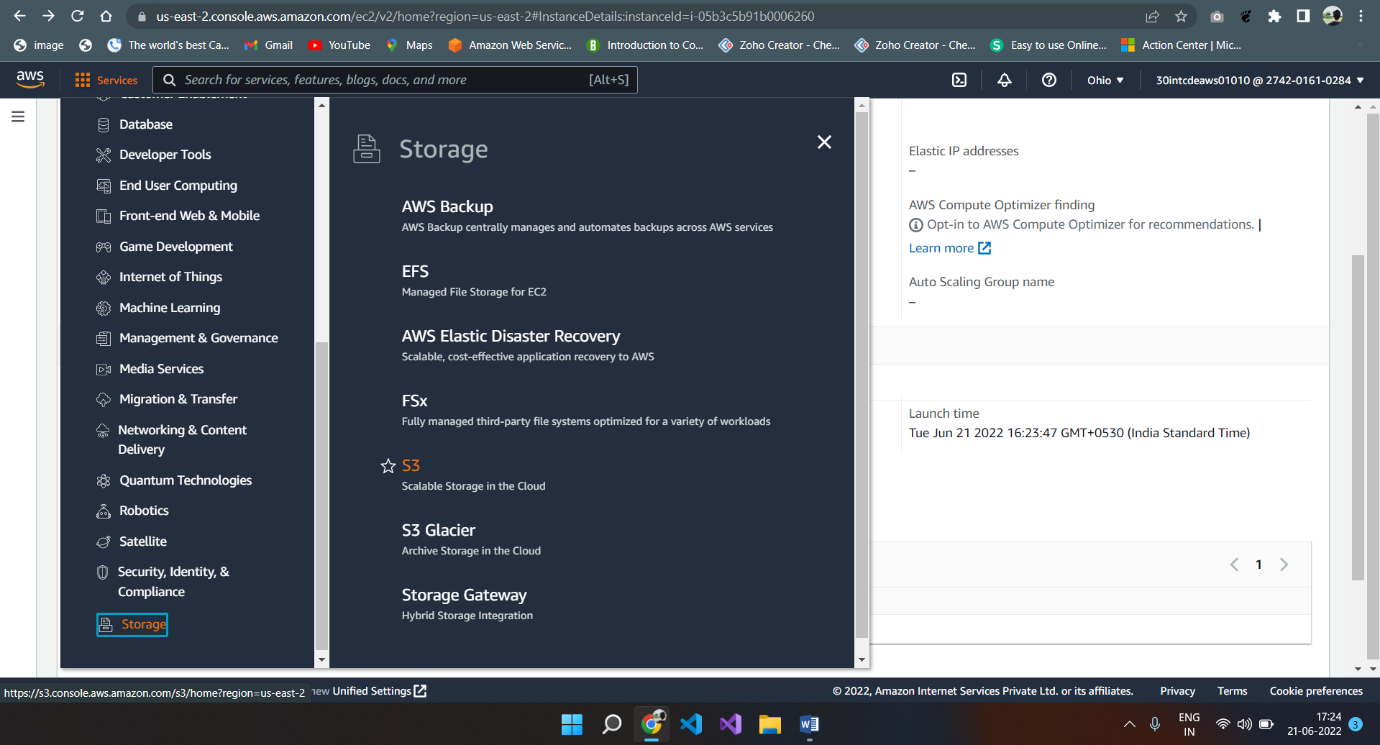 us-east-2.console.aws.amazon.com/ec2/v2/home?region=us-east-2#InstanceDetails:instanceId=i-05b3c5b91b0006260
image
The world's best Ca...
Gmail
YouTube
Maps
Amazon Web Servic...
Introduction to Co...
Zoho Creator - Che...
Zoho Creator - Che...
Easy to use Online...
Action Center | Mic...
aws
Services
Search for services, features, blogs, docs, and more
[Alt+S]
Ohio
30intcdeaws01010 @ 2742-0161-0284
Customer Enablement
Database
Developer Tools
End User Computing
Front-end Web & Mobile
Game Development
Internet of Things
Machine Learning
Management & Governance
Media Services
Migration & Transfer
Networking & Content
Delivery
Quantum Technologies
Robotics
Satellite
Security, Identity, &
Compliance
Storage
Storage
AWS Backup
AWS Backup centrally manages and automates backups across AWS services
EFS
Managed File Storage for EC2
AWS Elastic Disaster Recovery
Scalable, cost-effective application recovery to AWS
FSx
Fully managed third-party file systems optimized for a variety of workloads
S3
Scalable Storage in the Cloud
S3 Glacier
Archive Storage in the Cloud
Storage Gateway
Hybrid Storage Integration
Elastic IP addresses
–
AWS Compute Optimizer finding
Opt-in to AWS Compute Optimizer for recommendations. |
Learn more
Auto Scaling Group name
–
Launch time
Tue Jun 21 2022 16:23:47 GMT+0530 (India Standard Time)
1
https://s3.console.aws.amazon.com/s3/home?region=us-east-2
new Unified Settings
© 2022, Amazon Internet Services Private Ltd. or its affiliates.
Privacy
Terms
Cookie preferences
ENG
IN
17:24
21-06-2022
3